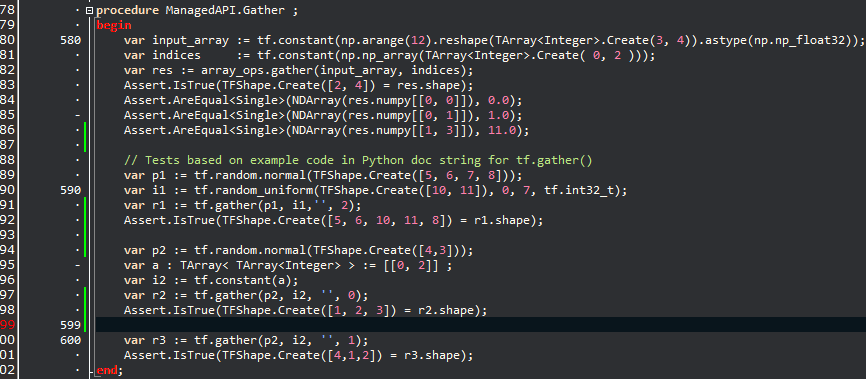 78 · procedure ManagedAPI.Gather ;
79 · begin
80 580 var input_array := tf.constant(np.arange(12).reshape(TArray<Integer>.Create(3, 4)).astype(np.np_float32));
81 · var indices     := tf.constant(np.np_array(TArray<Integer>.Create( 0, 2 )));
82 · var res := array_ops.gather(input_array, indices);
83 · Assert.IsTrue(TFShape.Create([2, 4]) = res.shape);
84 · Assert.AreEqual<Single>(NDArray(res.numpy[[0, 0]]), 0.0);
85 - Assert.AreEqual<Single>(NDArray(res.numpy[[0, 1]]), 1.0);
86 · Assert.AreEqual<Single>(NDArray(res.numpy[[1, 3]]), 11.0);
87 ·
88 · // Tests based on example code in Python doc string for tf.gather()
89 · var p1 := tf.random.normal(TFShape.Create([5, 6, 7, 8]));
90 590 var i1 := tf.random_uniform(TFShape.Create([10, 11]), 0, 7, tf.int32_t);
91 · var r1 := tf.gather(p1, i1,'', 2);
92 · Assert.IsTrue(TFShape.Create([5, 6, 10, 11, 8]) = r1.shape);
93 ·
94 · var p2 := tf.random.normal(TFShape.Create([4,3]));
95 - var a : TArray< TArray<Integer> > := [[0, 2]] ;
96 · var i2 := tf.constant(a);
97 · var r2 := tf.gather(p2, i2, '', 0);
98 · Assert.IsTrue(TFShape.Create([1, 2, 3]) = r2.shape);
99 599
00 600 var r3 := tf.gather(p2, i2, '', 1);
01 · Assert.IsTrue(TFShape.Create([4,1,2]) = r3.shape);
02 · end;